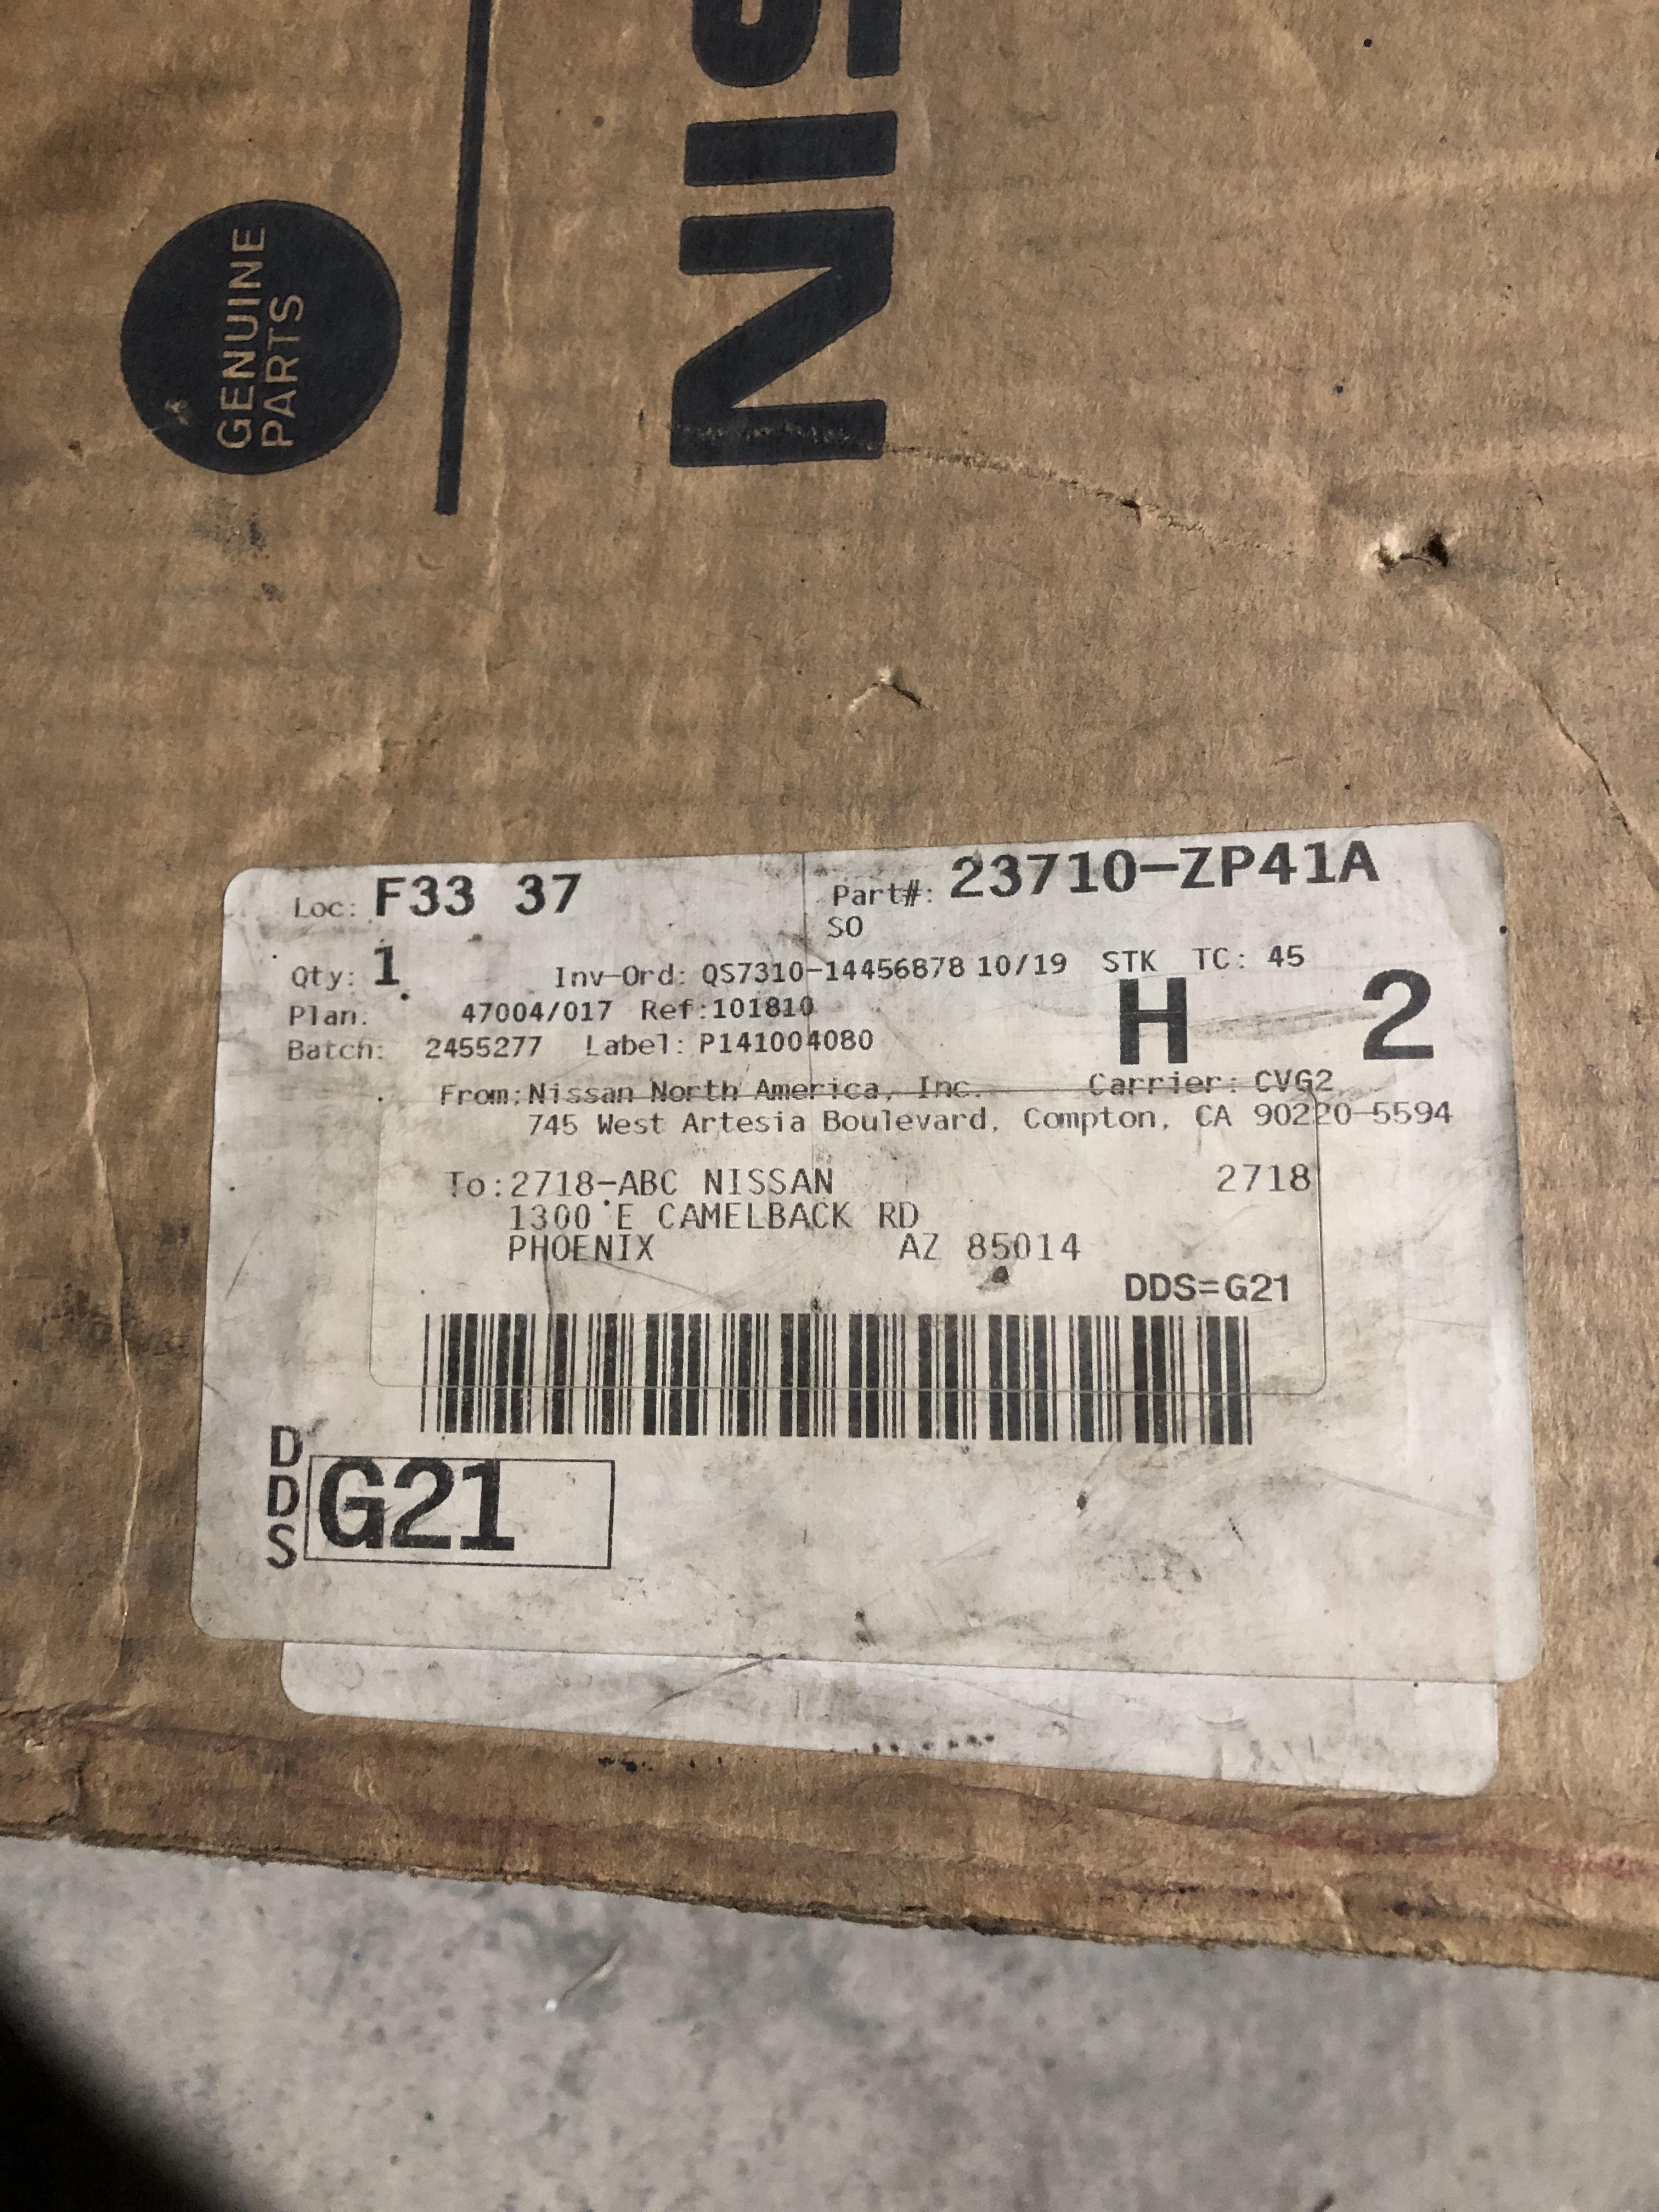 GENUINE
PARTS
NIS
Loc: F33 37
Part#: 23710-ZP41A
SO
Qty: 1 Inv-Ord: QS7310-14456878 10/19 STK TC: 45
Plan: 47004/017 Ref:101810
H 2
Batch: 2455277 Label: P141004080
From:Nissan North America, Inc. Carrier: CVG2
745 West Artesia Boulevard, Compton, CA 90220-5594
To:2718-ABC NISSAN 2718
1300 E CAMELBACK RD
PHOENIX AZ 85014
DDS=G21
DDS G21